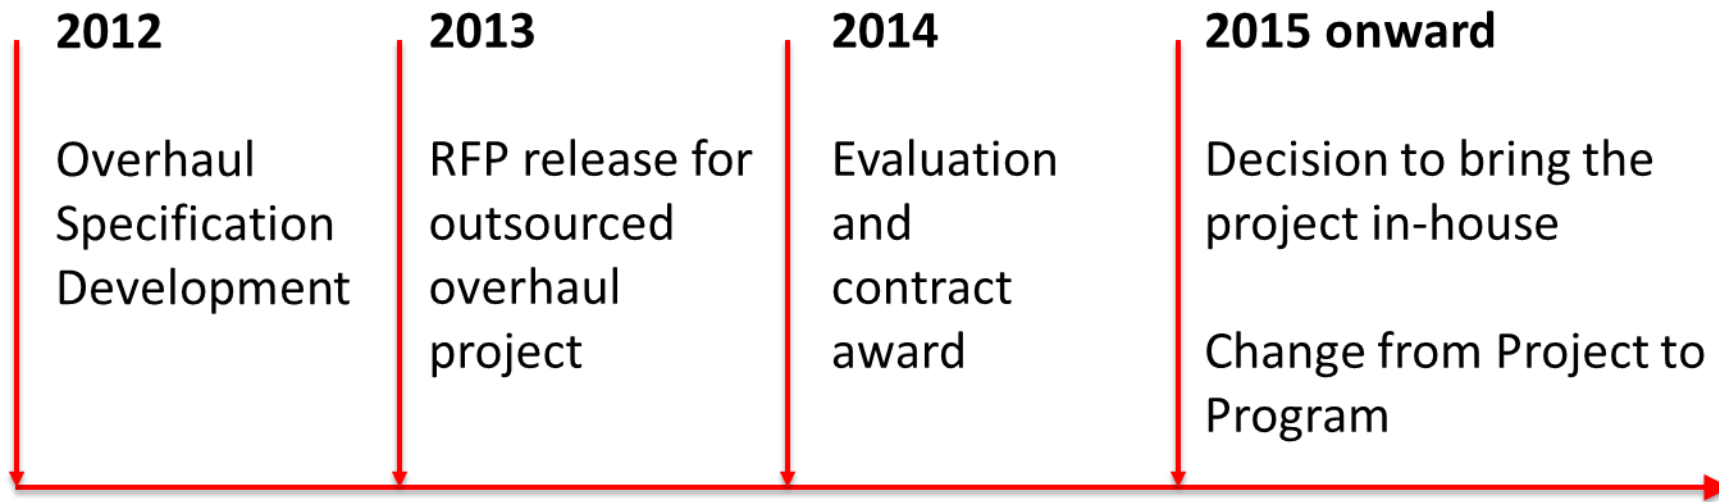 2012
Overhaul
Specification
Development
2013
RFP release for
outsourced
overhaul
project
2014
Evaluation
and
contract
award
2015 onward
Decision to bring the
project in-house
Change from Project to
Program